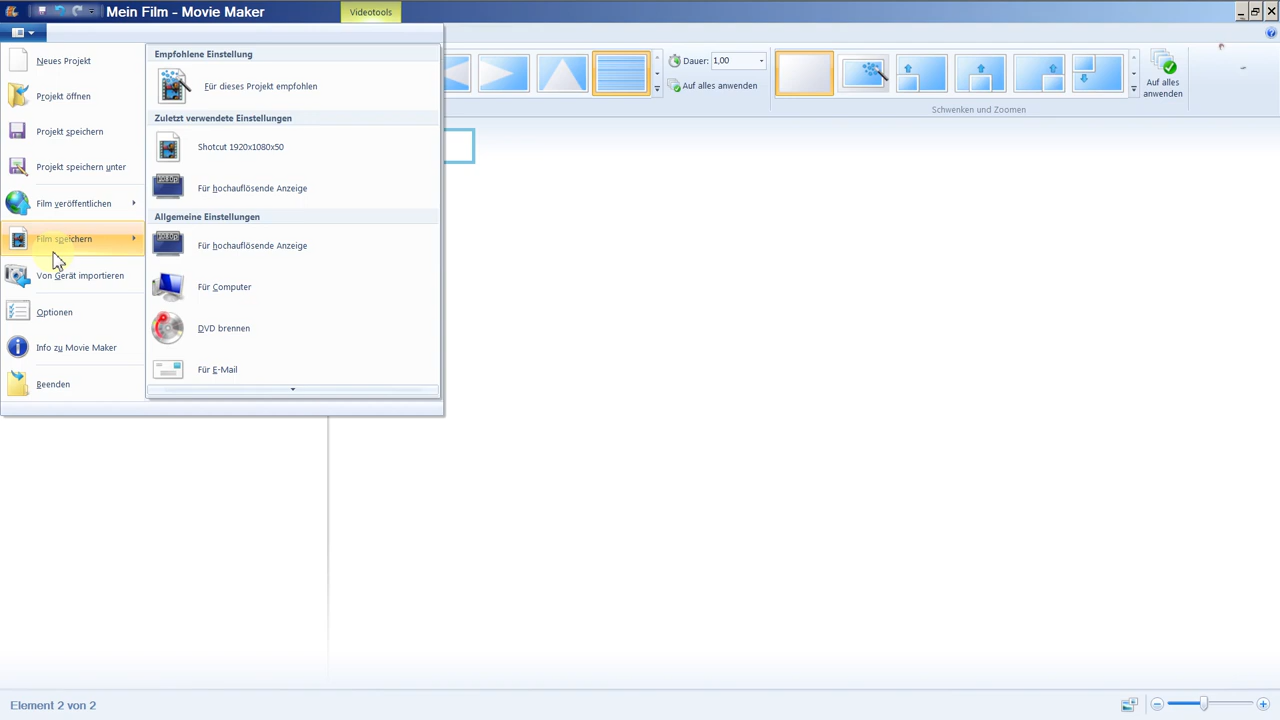 Mein Film - Movie Maker
Videotools
Neues Projekt
Projekt öffnen
Projekt speichern
Projekt speichern unter
Film veröffentlichen
Film speichern
Von Gerät importieren
Optionen
Info zu Movie Maker
Beenden
Empfohlene Einstellung
Für dieses Projekt empfohlen
Zuletzt verwendete Einstellungen
Shotcut 1920x1080x50
Für hochauflösende Anzeige
Allgemeine Einstellungen
Für hochauflösende Anzeige
Für Computer
DVD brennen
Für E-Mail
Dauer: 1,00
Auf alles anwenden
Auf alles
anwenden
Schwenken und Zoomen
Element 2 von 2